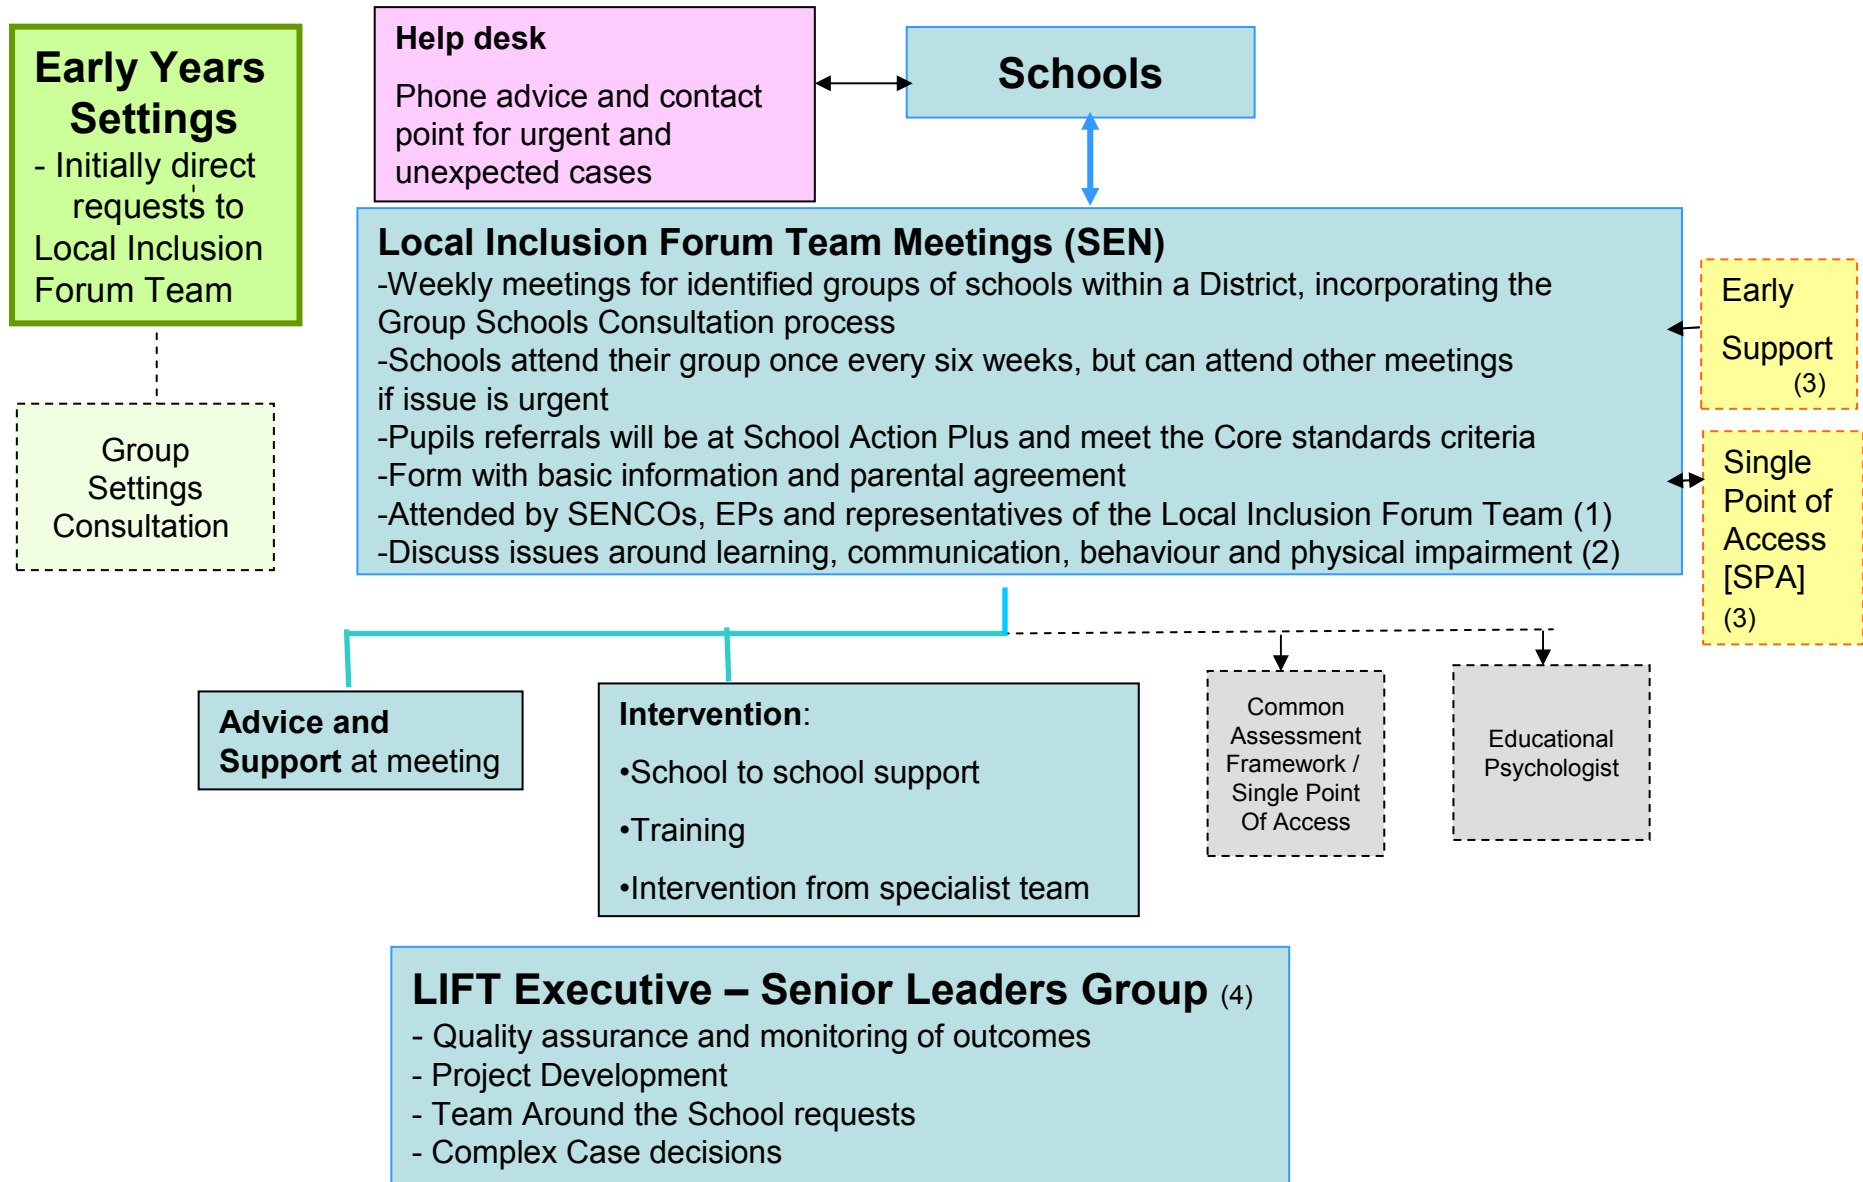 Early Years
Settings
- Initially direct
requests to
Local Inclusion
Forum Team
Group
Settings
Consultation
Help desk
Phone advice and contact
point for urgent and
unexpected cases
Schools
Local Inclusion Forum Team Meetings (SEN)
-Weekly meetings for identified groups of schools within a District, incorporating the
Group Schools Consultation process
-Schools attend their group once every six weeks, but can attend other meetings
if issue is urgent
-Pupils referrals will be at School Action Plus and meet the Core standards criteria
-Form with basic information and parental agreement
-Attended by SENCOs, EPs and representatives of the Local Inclusion Forum Team (1)
-Discuss issues around learning, communication, behaviour and physical impairment (2)
Early
Support
(3)
Single
Point of
Access
[SPA]
(3)
Advice and
Support at meeting
Intervention:
•School to school support
•Training
•Intervention from specialist team
Common
Assessment
Framework /
Single Point
Of Access
Educational
Psychologist
LIFT Executive – Senior Leaders Group (4)
- Quality assurance and monitoring of outcomes
- Project Development
- Team Around the School requests
- Complex Case decisions